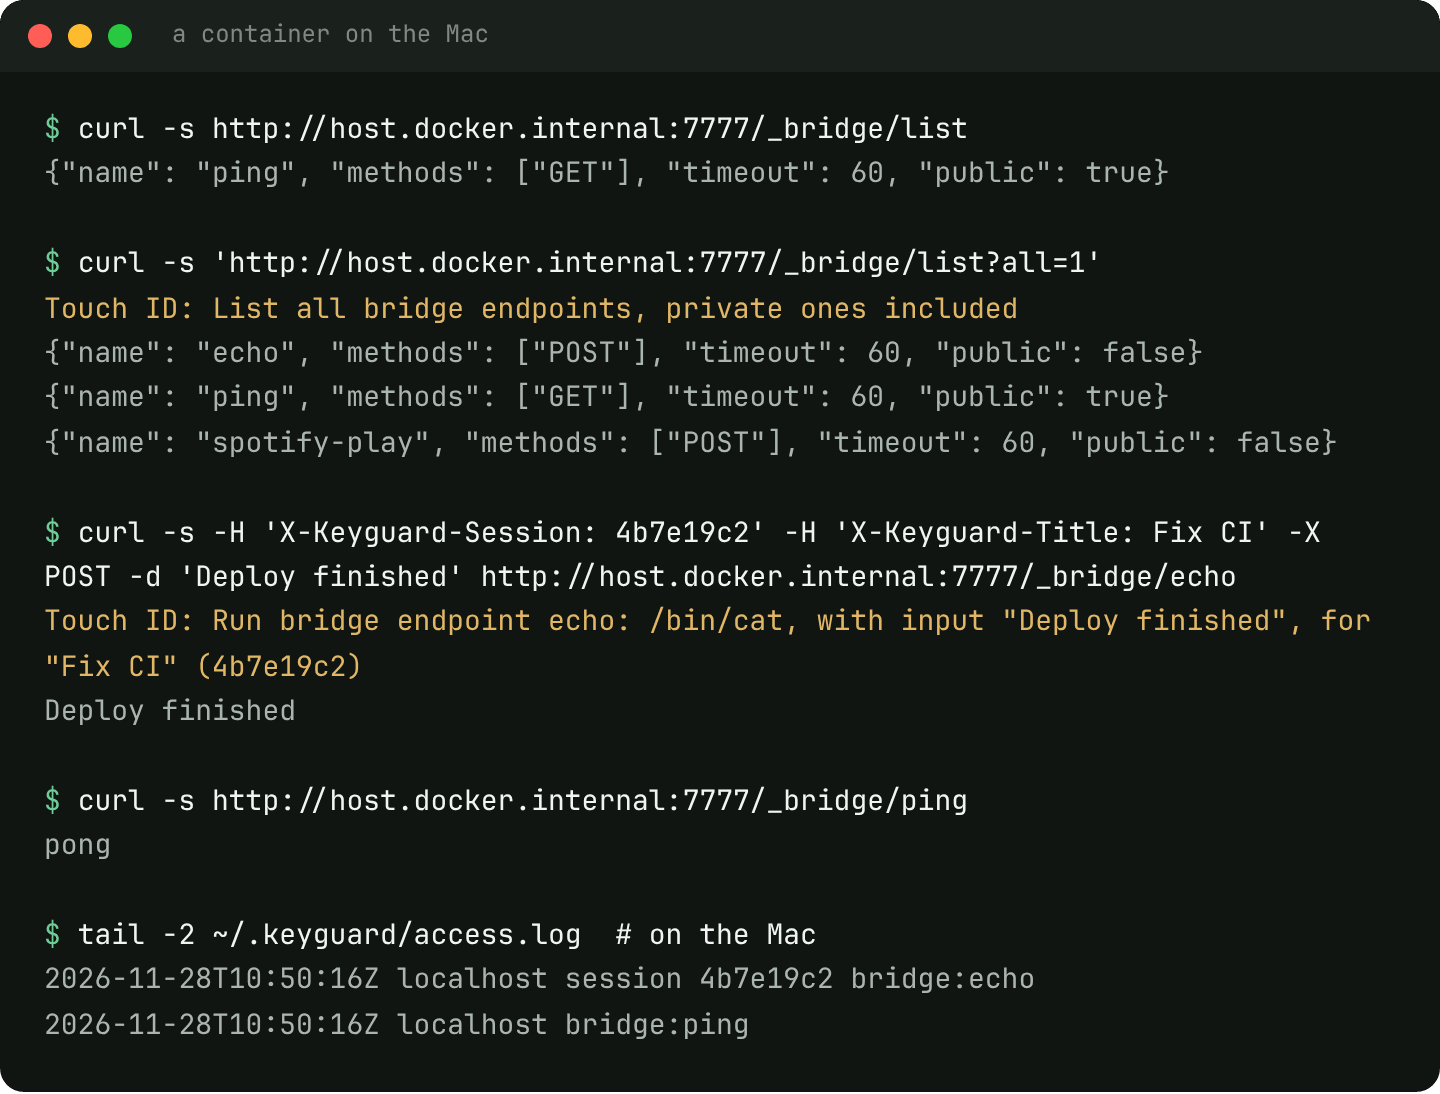 a container on the Mac
$ curl -s http://host.docker.internal:7777/_bridge/list
{"name": "ping", "methods": ["GET"], "timeout": 60, "public": true}
$ curl -s 'http://host.docker.internal:7777/_bridge/list?all=1'
Touch ID: List all bridge endpoints, private ones included
{"name": "echo", "methods": ["POST"], "timeout": 60, "public": false}
{"name": "ping", "methods": ["GET"], "timeout": 60, "public": true}
{"name": "spotify-play", "methods": ["POST"], "timeout": 60, "public": false}
$ curl -s -H 'X-Keyguard-Session: 4b7e19c2' -H 'X-Keyguard-Title: Fix CI' -X
POST -d 'Deploy finished' http://host.docker.internal:7777/_bridge/echo
Touch ID: Run bridge endpoint echo: /bin/cat, with input "Deploy finished", for
"Fix CI" (4b7e19c2)
Deploy finished
$ curl -s http://host.docker.internal:7777/_bridge/ping
pong
$ tail -2 ~/.keyguard/access.log  # on the Mac
2026-11-28T10:50:16Z localhost session 4b7e19c2 bridge:echo
2026-11-28T10:50:16Z localhost bridge:ping